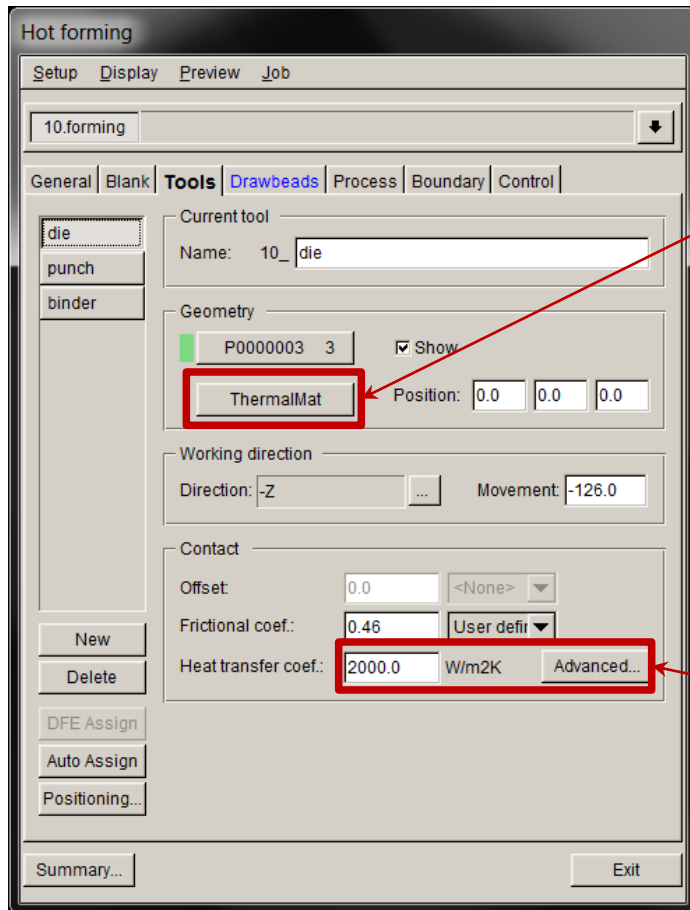 Hot forming
Setup Display Preview Job
10.forming
General Blank Tools Drawbeads Process Boundary Control
die
punch
binder
Current tool
Name: 10_ die
Geometry
P0000003 3 Show
ThermalMat Position: 0.0 0.0 0.0
Working direction
Direction: -Z ... Movement: -126.0
Contact
Offset: 0.0 <None>
Frictional coef.: 0.46 User defir
Heat transfer coef.: 2000.0 W/m2K Advanced...
New
Delete
DFE Assign
Auto Assign
Positioning...
Summary... Exit